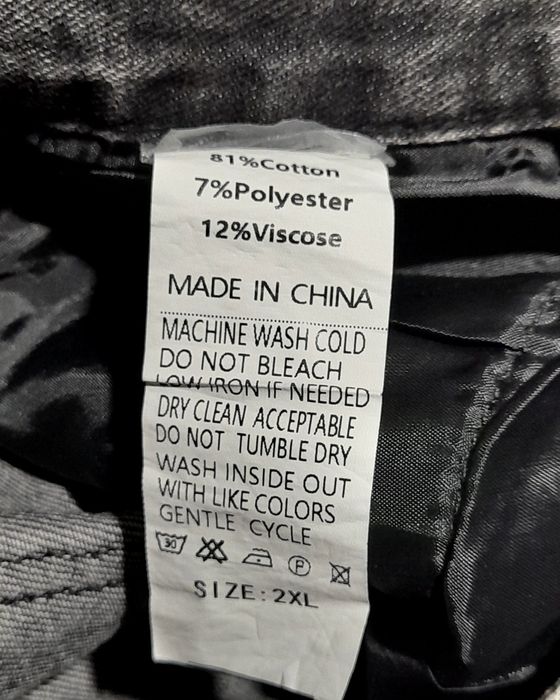 81%Cotton
7%Polyester
12%Viscose
MADE IN CHINA
MACHINE WASH COLD
DO NOT BLEACH
LOW IRON IF NEEDED
DRY CLEAN ACCEPTABLE
DO NOT TUMBLE DRY
WASH INSIDE OUT
WITH LIKE COLORS
GENTLE CYCLE
30 P
SIZE:2XL